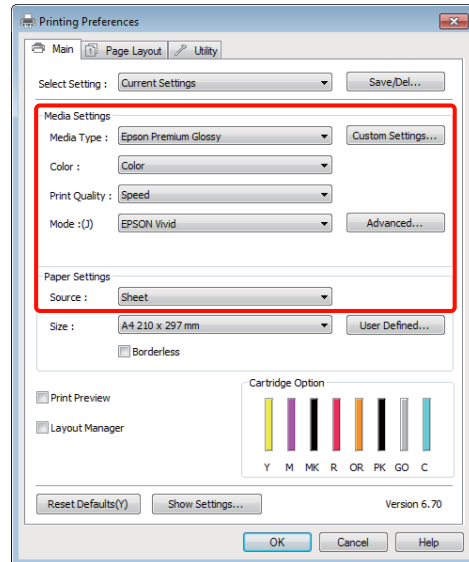 Printing Preferences
Main Page Layout Utility
Select Setting : Current Settings Save/Del...
Media Settings
Media Type : Epson Premium Glossy Custom Settings...
Color : Color
Print Quality : Speed
Mode :(J) EPSON Vivid Advanced...
Paper Settings
Source : Sheet
Size : A4 210 x 297 mm User Defined...
Borderless
Print Preview
Layout Manager
Cartridge Option
Y M MK R OR PK GO C
Reset Defaults(Y) Show Settings... Version 6.70
OK Cancel Help